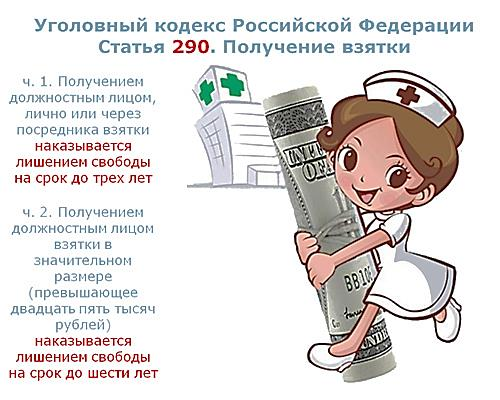 Уголовный кодекс Российской Федерации
Статья 290. Получение взятки
ч. 1. Получением
должностным лицом,
лично или через
посредника взятки
наказывается
лишением свободы
на срок до трех лет
ч. 2. Получением
должностным лицом
взятки в
значительном
размере
(превышающее
двадцать пять тысяч
рублей)
наказывается
лишением свободы
на срок до шести лет